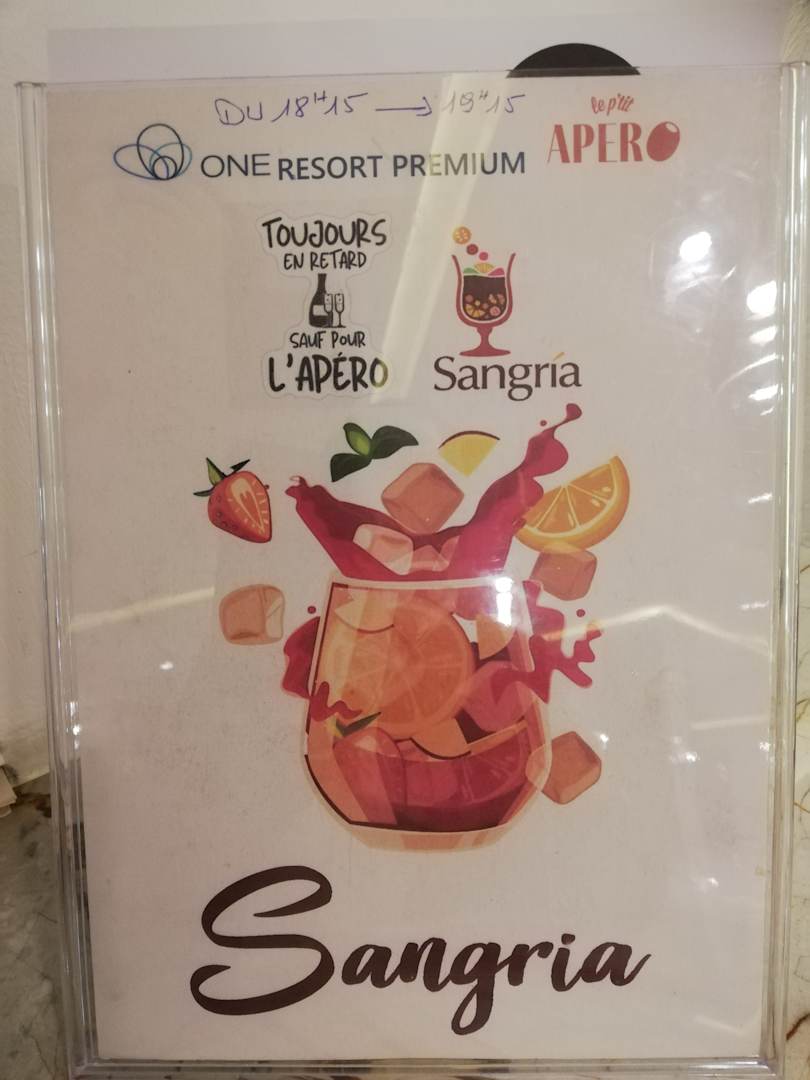 DU 18H15 → 19H15
le p'tit
APERO
ONE RESORT PREMIUM
TOUJOURS
EN RETARD
SAUF POUR
L'APÉRO
Sangría
Sangria